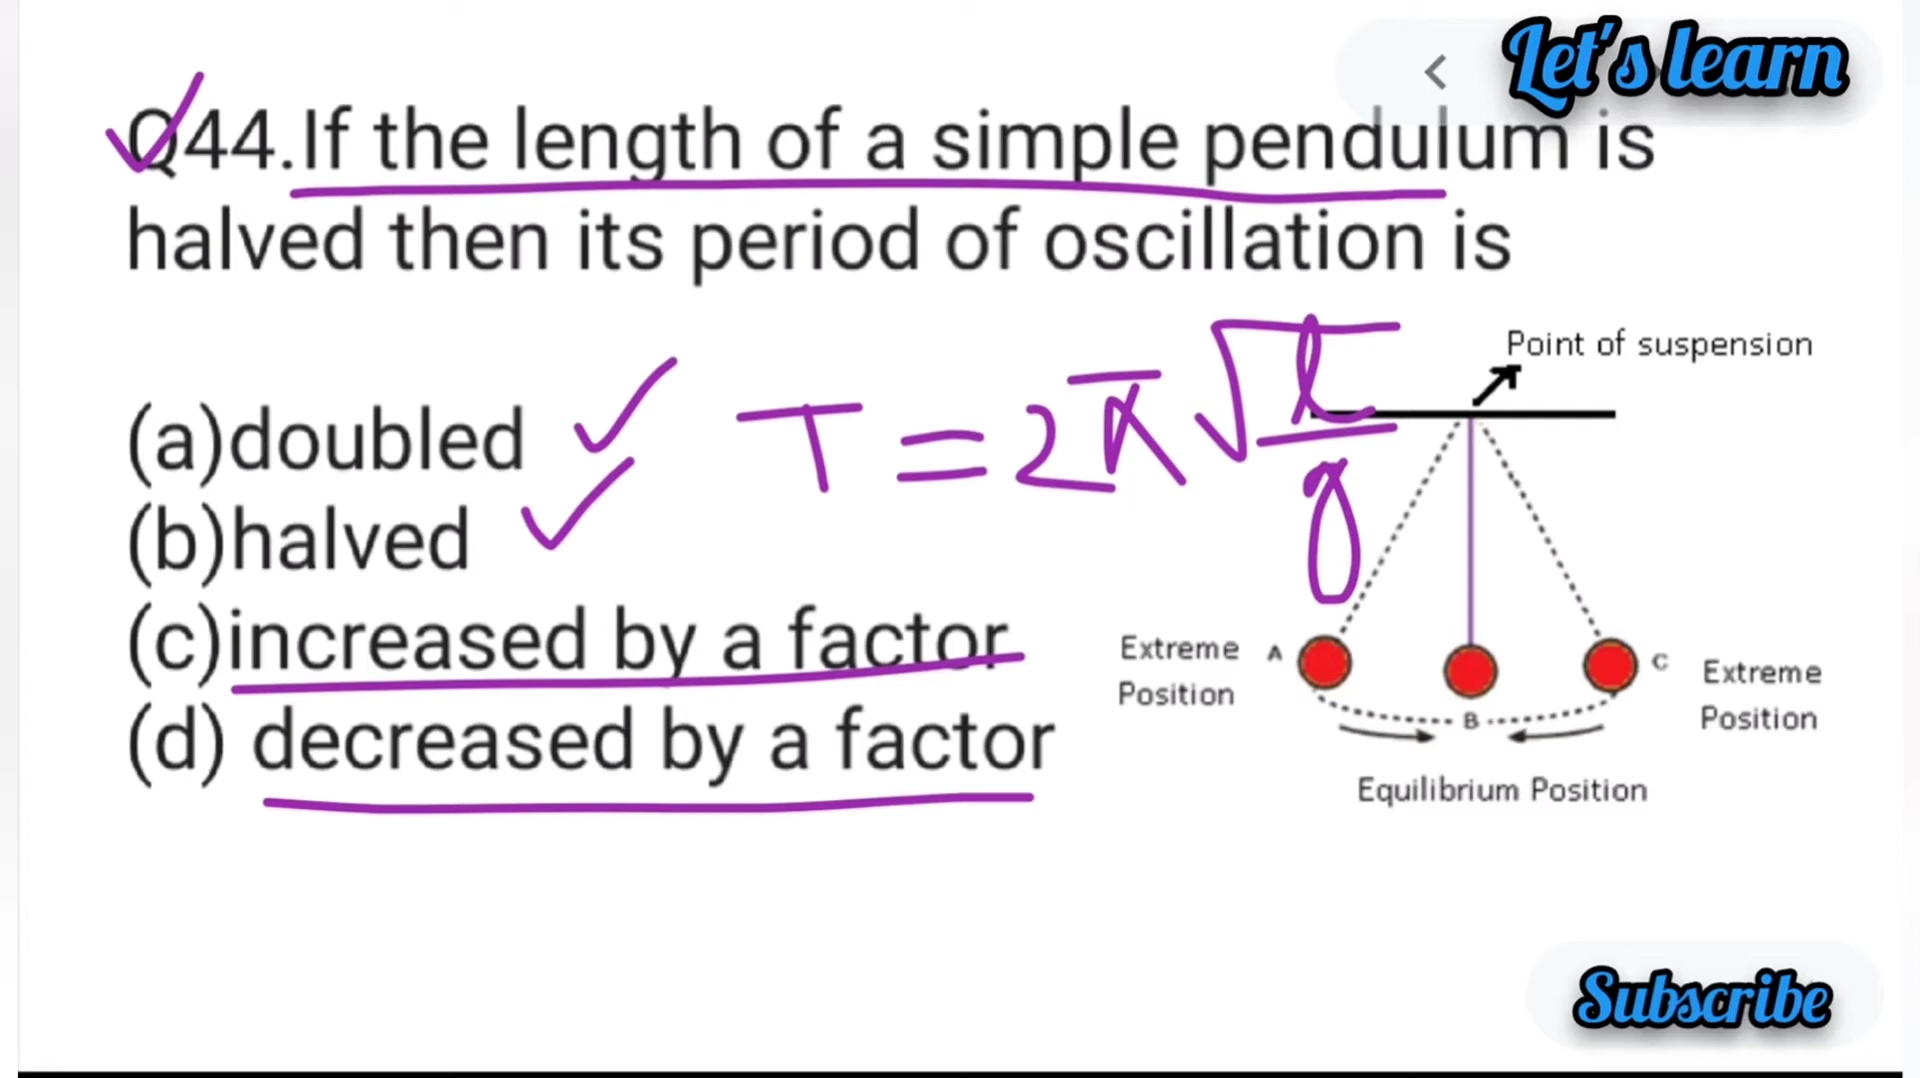 Let's learn
Q44.If the length of a simple pendulum is
halved then its period of oscillation is
(a)doubled
(b)halved
(c)increased by a factor
(d) decreased by a factor
T = 2π√l/g
Point of suspension
Extreme
Position
A
B
C
Extreme
Position
Equilibrium Position
Subscribe